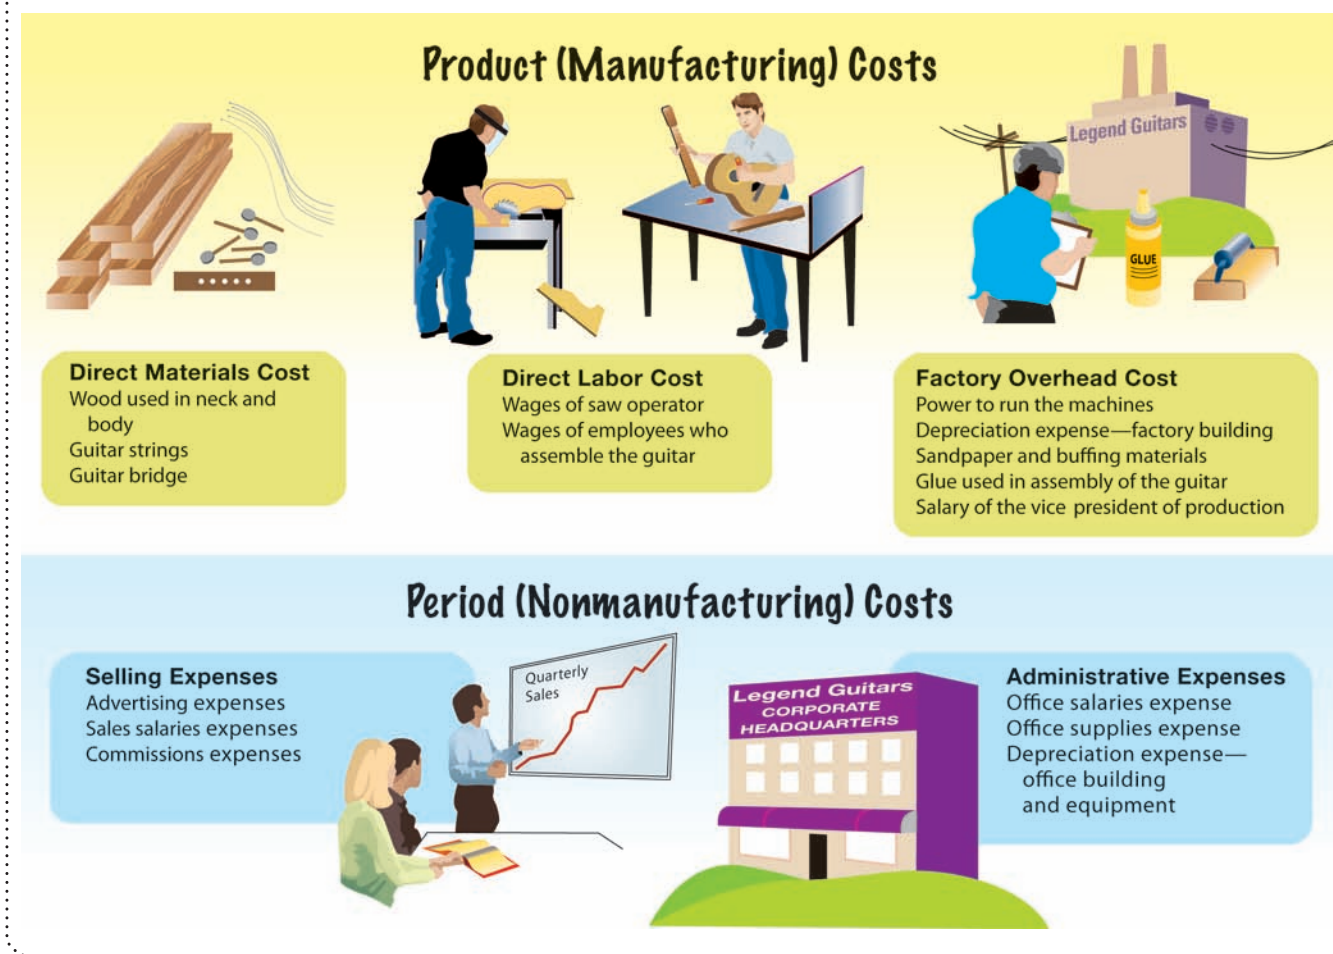 Product (Manufacturing) Costs
Legend Guitars
GLUE
Direct Materials Cost
Wood used in neck and
body
Guitar strings
Guitar bridge
Direct Labor Cost
Wages of saw operator
Wages of employees who
assemble the guitar
Factory Overhead Cost
Power to run the machines
Depreciation expense—factory building
Sandpaper and buffing materials
Glue used in assembly of the guitar
Salary of the vice president of production
Period (Nonmanufacturing) Costs
Selling Expenses
Advertising expenses
Sales salaries expenses
Commissions expenses
Quarterly
Sales
Legend Guitars
CORPORATE
HEADQUARTERS
Administrative Expenses
Office salaries expense
Office supplies expense
Depreciation expense—
office building
and equipment